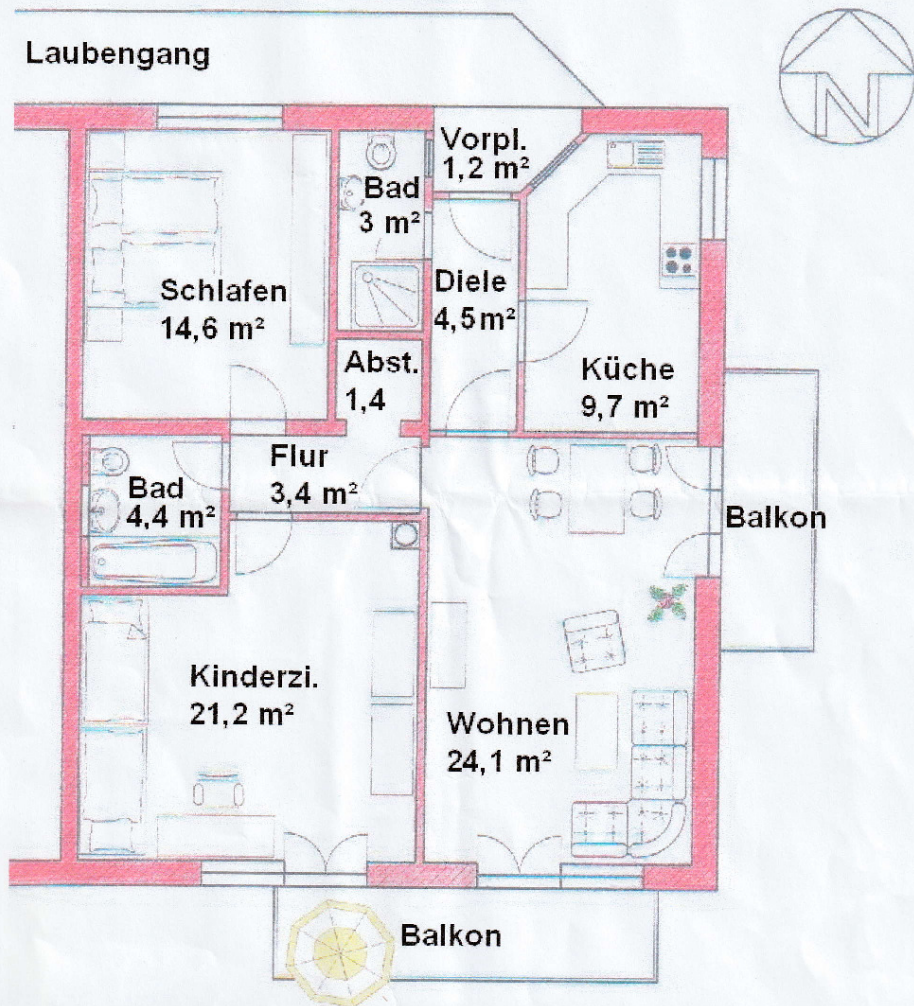 Laubengang
N
Vorpl.
1,2 m²
Bad
3 m²
Schlafen
14,6 m²
Diele
4,5 m²
Abst.
1,4
Küche
9,7 m²
Flur
3,4 m²
Bad
4,4 m²
Balkon
Kinderzi.
21,2 m²
Wohnen
24,1 m²
Balkon